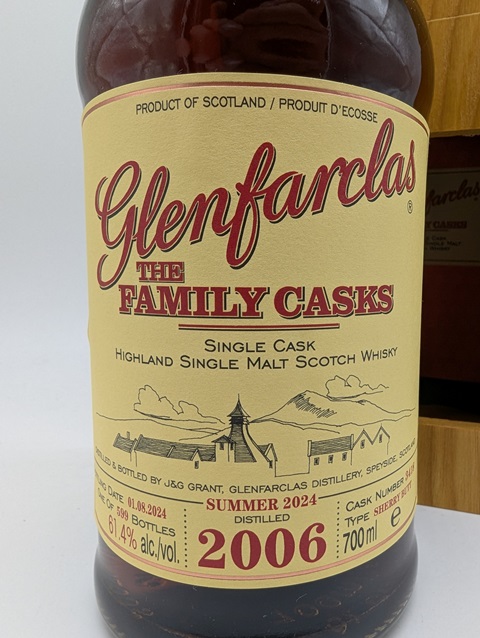 PRODUCT OF SCOTLAND / PRODUIT D'ECOSSE
Glenfarclas
®
THE
FAMILY CASKS
SINGLE CASK
HIGHLAND SINGLE MALT SCOTCH WHISKY
DISTILLED & BOTTLED BY J&G GRANT, GLENFARCLAS DISTILLERY, SPEYSIDE, SCOTLAND
DATE 01.08.2024
ONE OF 599 BOTTLES
61.4% alc./vol.
SUMMER 2024
DISTILLED
2006
CASK NUMBER
TYPE SHERRY BUTT
700ml e